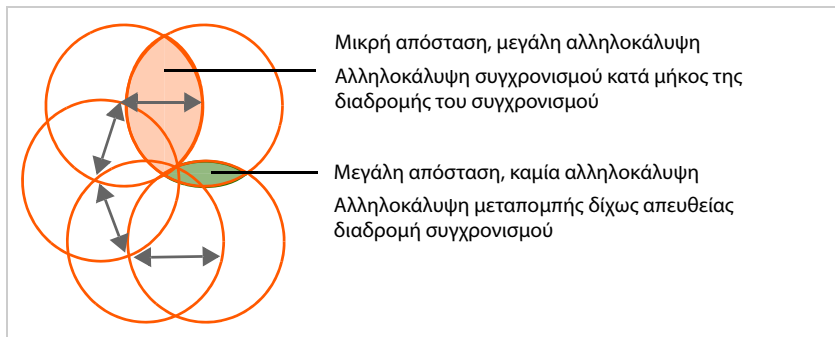 Μικρή απόσταση, μεγάλη αλληλοκάλυψη
Αλληλοκάλυψη συγχρονισμού κατά μήκος της
διαδρομής του συγχρονισμού
Μεγάλη απόσταση, καμία αλληλοκάλυψη
Αλληλοκάλυψη μεταπομπής δίχως απευθείας
διαδρομή συγχρονισμού